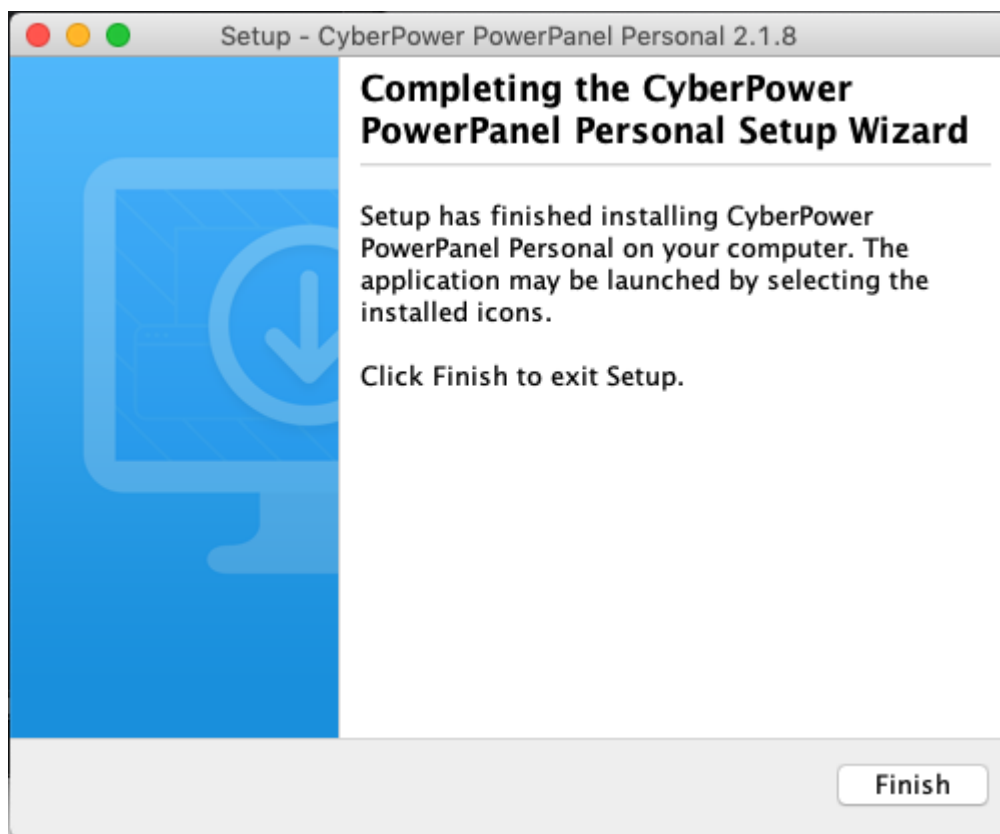 Setup - CyberPower PowerPanel Personal 2.1.8
Completing the CyberPower
PowerPanel Personal Setup Wizard
Setup has finished installing CyberPower
PowerPanel Personal on your computer. The
application may be launched by selecting the
installed icons.
Click Finish to exit Setup.
Finish